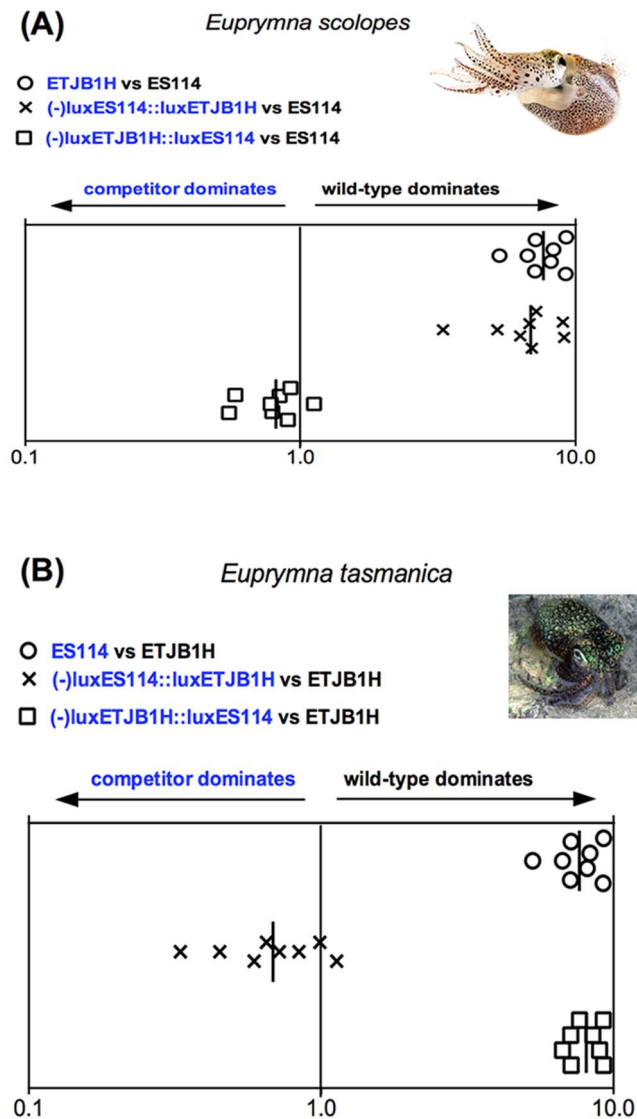 (A) Euprymna scolopes
ETJB1H vs ES114
(-)luxES114::luxETJB1H vs ES114
(-)luxETJB1H::luxES114 vs ES114
competitor dominates wild-type dominates
0.1 1.0 10.0
(B) Euprymna tasmanica
ES114 vs ETJB1H
(-)luxES114::luxETJB1H vs ETJB1H
(-)luxETJB1H::luxES114 vs ETJB1H
competitor dominates wild-type dominates
0.1 1.0 10.0